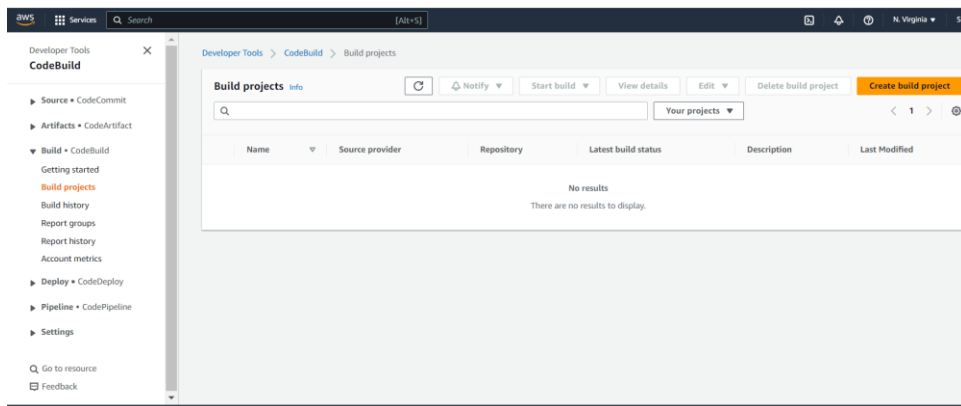 aws Services Search [Alt+S] N. Virginia
Developer Tools
CodeBuild
Source • CodeCommit
Artifacts • CodeArtifact
Build • CodeBuild
Getting started
Build projects
Build history
Report groups
Report history
Account metrics
Deploy • CodeDeploy
Pipeline • CodePipeline
Settings
Go to resource
Feedback
Developer Tools > CodeBuild > Build projects
Build projects Info Notify Start build View details Edit Delete build project Create build project
Your projects 1
Name Source provider Repository Latest build status Description Last Modified
No results
There are no results to display.